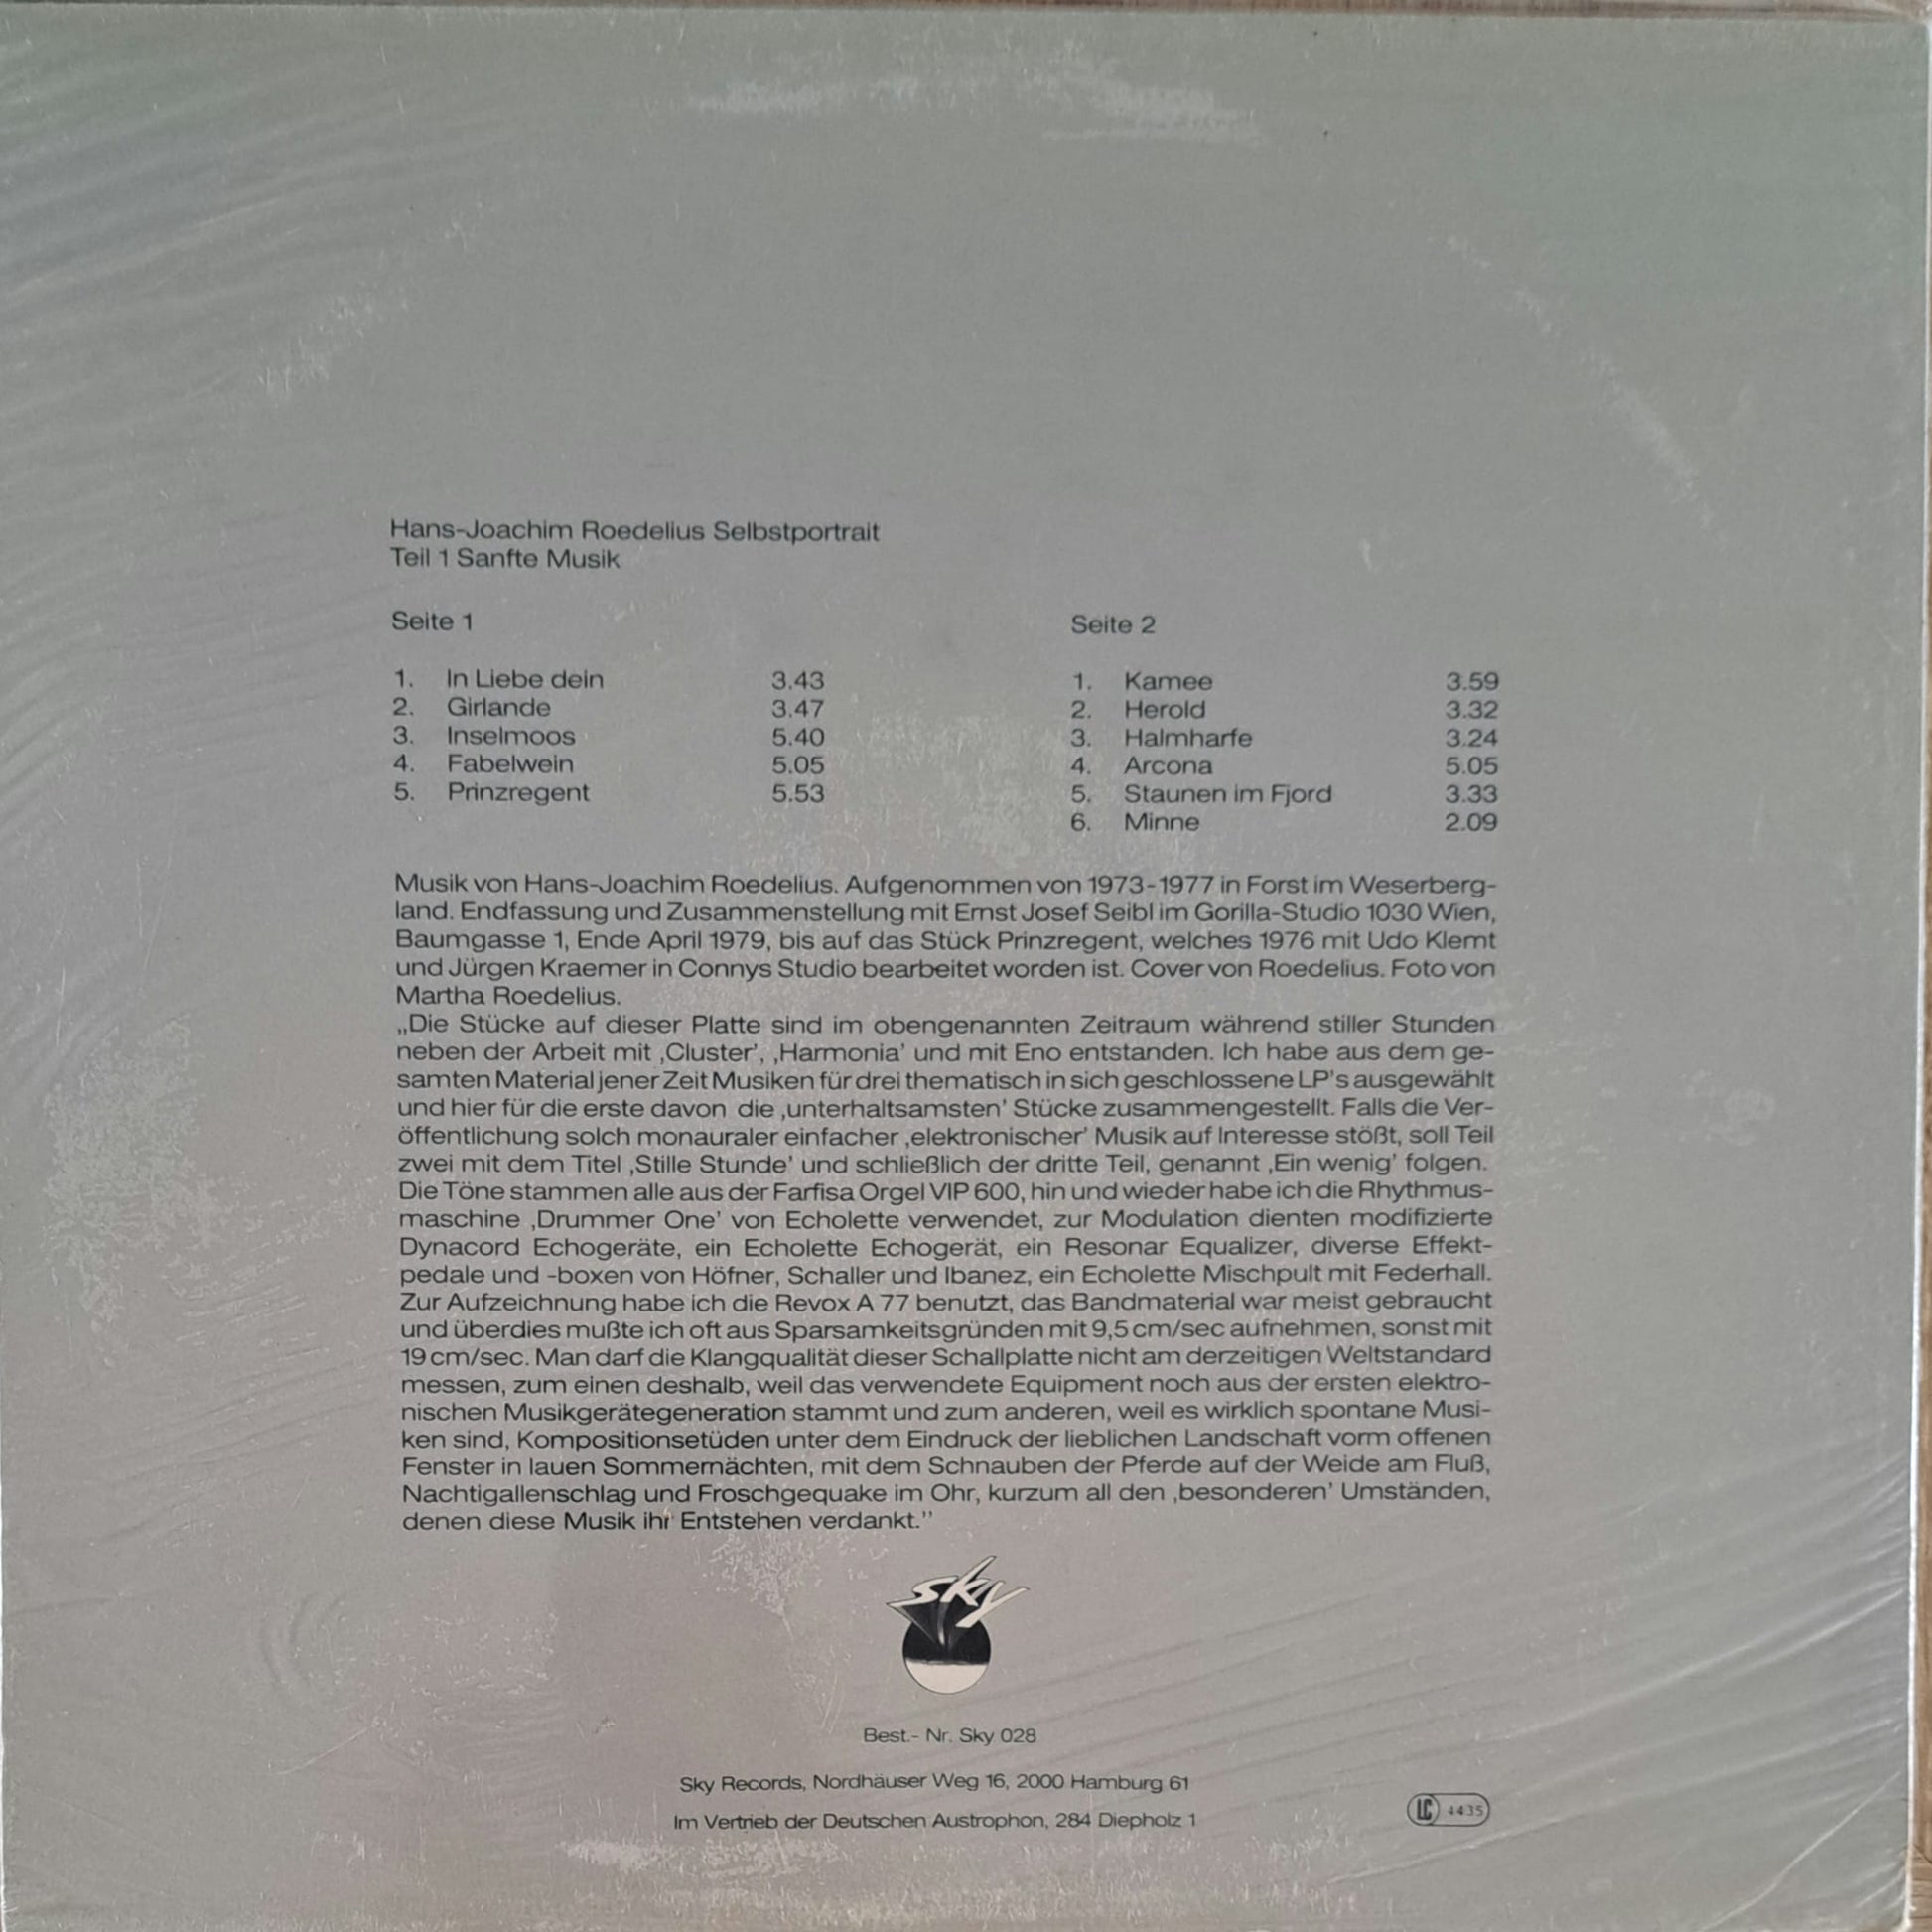 Hans-Joachim Roedelius Selbstportrait
Teil 1 Sanfte Musik
Seite 1
1. In Liebe dein 3.43
2. Girlande 3.47
3. Inselmoos 5.40
4. Fabelwein 5.05
5. Prinzregent 5.53
Seite 2
1. Kamee 3.59
2. Herold 3.32
3. Halmharfe 3.24
4. Arcona 5.05
5. Staunen im Fjord 3.33
6. Minne 2.09
Musik von Hans-Joachim Roedelius. Aufgenommen von 1973-1977 in Forst im Weserberg-
land. Endfassung und Zusammenstellung mit Ernst Josef Seibl im Gorilla-Studio 1030 Wien,
Baumgasse 1, Ende April 1979, bis auf das Stück Prinzregent, welches 1976 mit Udo Klemt
und Jürgen Kraemer in Connys Studio bearbeitet worden ist. Cover von Roedelius. Foto von
Martha Roedelius.
„Die Stücke auf dieser Platte sind im obengenannten Zeitraum während stiller Stunden
neben der Arbeit mit ‚Cluster’, ‚Harmonia’ und mit Eno entstanden. Ich habe aus dem ge-
samten Material jener Zeit Musiken für drei thematisch in sich geschlossene LP's ausgewählt
und hier für die erste davon die ‚unterhaltsamsten’ Stücke zusammengestellt. Falls die Ver-
öffentlichung solch monauraler einfacher ‚elektronischer’ Musik auf Interesse stößt, soll Teil
zwei mit dem Titel ‚Stille Stunde’ und schließlich der dritte Teil, genannt ‚Ein wenig’ folgen.
Die Töne stammen alle aus der Farfisa Orgel VIP 600, hin und wieder habe ich die Rhythmus-
maschine ‚Drummer One’ von Echolette verwendet, zur Modulation dienten modifizierte
Dynacord Echogeräte, ein Echolette Echogerät, ein Resonar Equalizer, diverse Effekt-
pedale und -boxen von Höfner, Schaller und Ibanez, ein Echolette Mischpult mit Federhall.
Zur Aufzeichnung habe ich die Revox A 77 benutzt, das Bandmaterial war meist gebraucht
und überdies mußte ich oft aus Sparsamkeitsgründen mit 9,5 cm/sec aufnehmen, sonst mit
19 cm/sec. Man darf die Klangqualität dieser Schallplatte nicht am derzeitigen Weltstandard
messen, zum einen deshalb, weil das verwendete Equipment noch aus der ersten elektro-
nischen Musikgerätegeneration stammt und zum anderen, weil es wirklich spontane Musi-
ken sind, Kompositionsetüden unter dem Eindruck der lieblichen Landschaft vorm offenen
Fenster in lauen Sommernächten, mit dem Schnauben der Pferde auf der Weide am Fluß,
Nachtigallenschlag und Froschgequake im Ohr, kurzum all den ‚besonderen’ Umständen,
denen diese Musik ihr Entstehen verdankt.”
sky
Best.- Nr. Sky 028
Sky Records, Nordhäuser Weg 16, 2000 Hamburg 61
Im Vertrieb der Deutschen Austrophon, 284 Diepholz 1
LC 4435